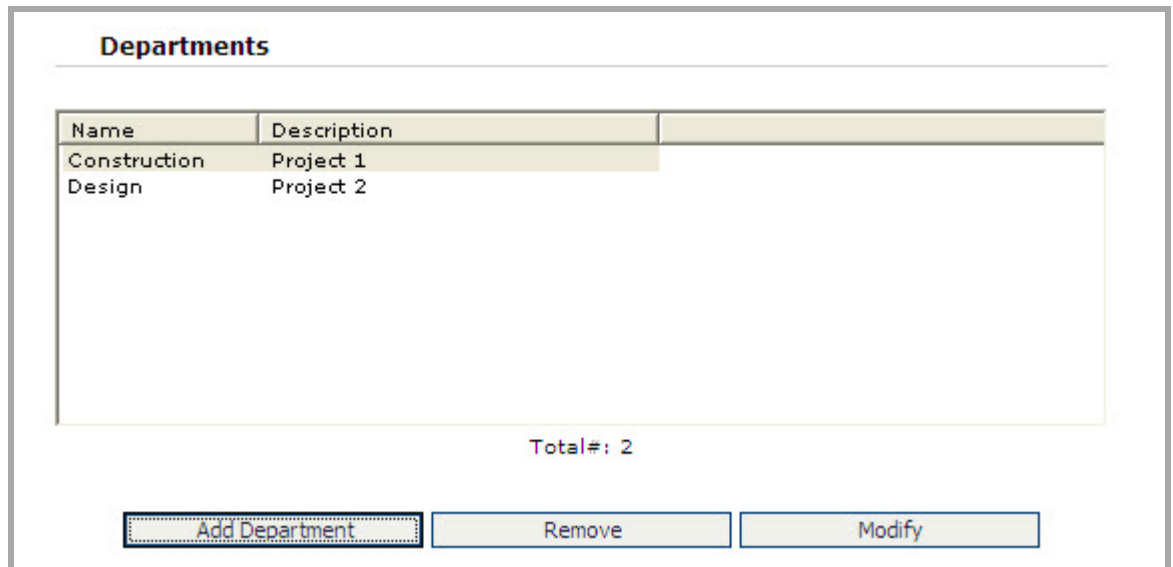 Departments
Name Description
Construction Project 1
Design Project 2
Total#: 2
Add Department Remove Modify